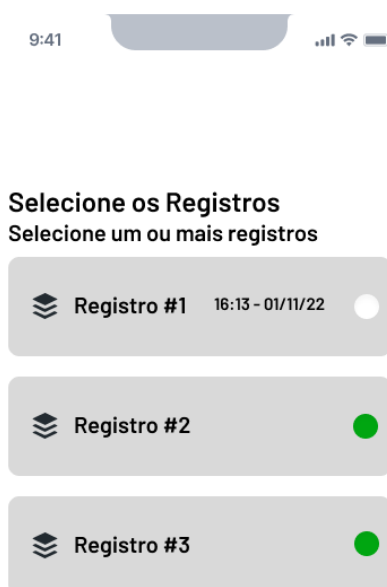 9:41
Selecione os Registros
Selecione um ou mais registros
Registro #1 16:13 - 01/11/22
Registro #2
Registro #3